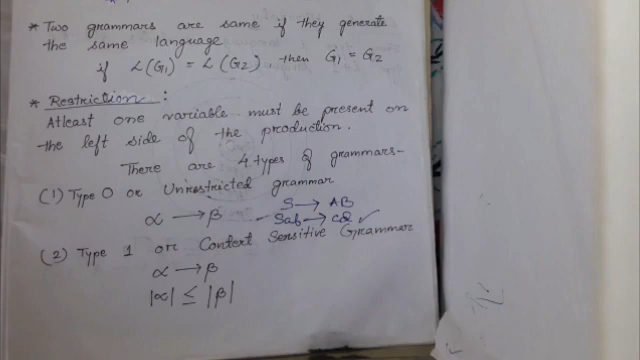 * Two grammars are same if they generate
the same language
if L(G1) = L(G2), then G1 = G2
* Restriction :
Atleast one variable must be present on
the left side of the production.
There are 4 types of grammars-
(1) Type 0 or Unrestricted grammar
α → β
S → AB
Sab → ca ✓
(2) Type 1 or Context Sensitive Grammar
α → β
|α| ≤ |β|